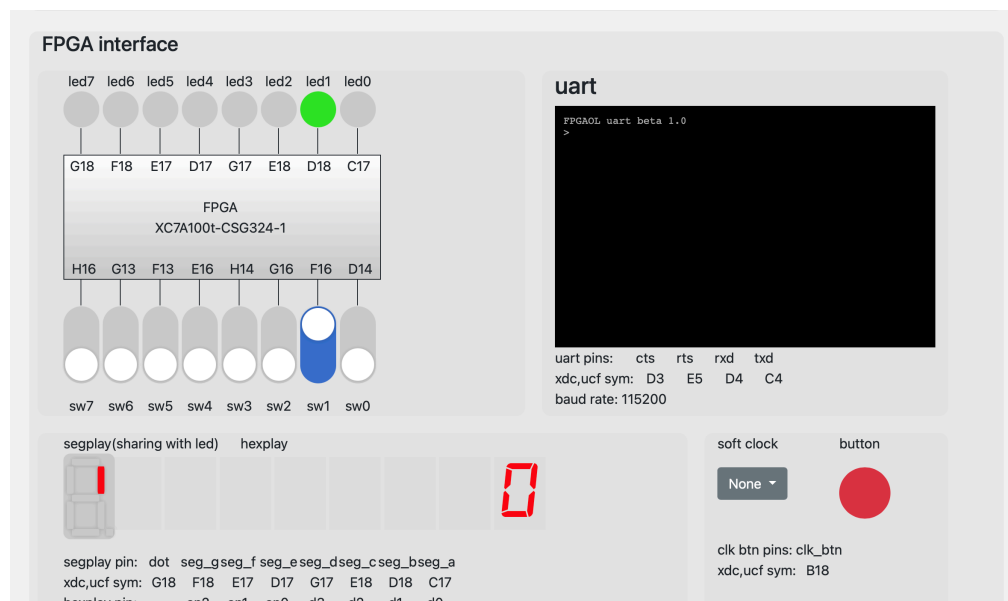 FPGA interface
led7 led6 led5 led4 led3 led2 led1 led0
G18 F18 E17 D17 G17 E18 D18 C17
FPGA
XC7A100t-CSG324-1
H16 G13 F13 E16 H14 G16 F16 D14
sw7 sw6 sw5 sw4 sw3 sw2 sw1 sw0
uart
FPGAOL uart beta 1.0
>
uart pins: cts rts rxd txd
xdc,ucf sym: D3 E5 D4 C4
baud rate: 115200
segplay(sharing with led) hexplay
0
segplay pin: dot seg_g seg_f seg_e seg_d seg_c seg_b seg_a
xdc,ucf sym: G18 F18 E17 D17 G17 E18 D18 C17
soft clock button
None
clk btn pins: clk_btn
xdc,ucf sym: B18